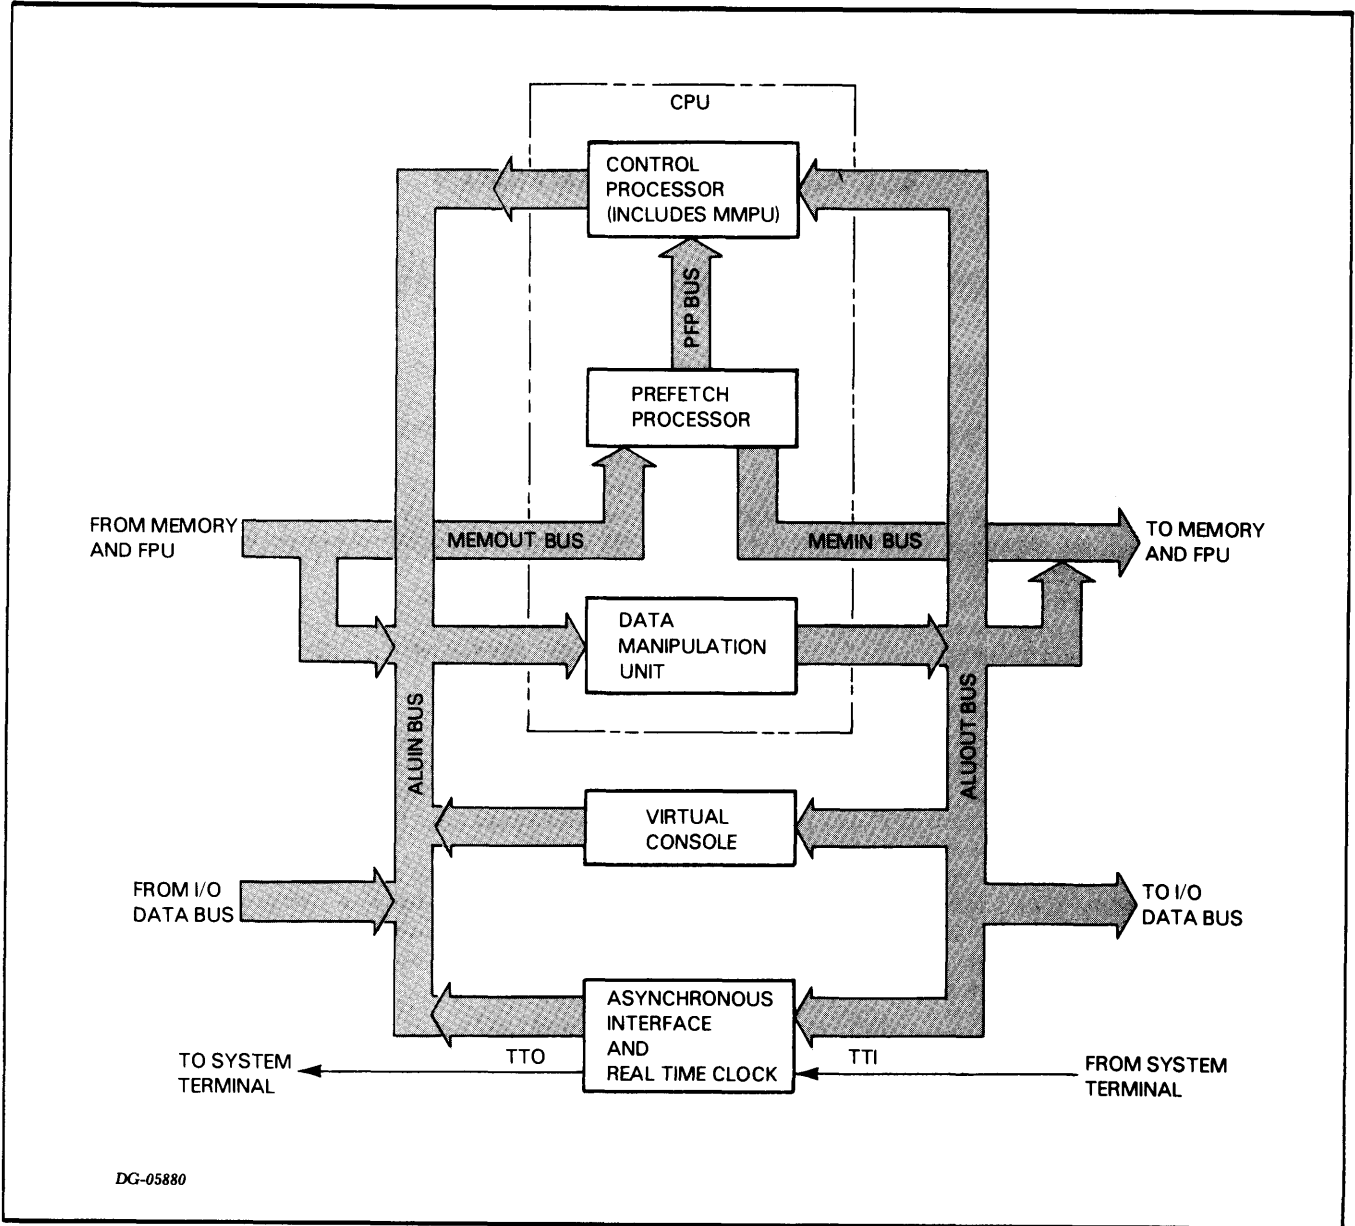 CPU
CONTROL
PROCESSOR
(INCLUDES MMPU)
PFP BUS
PREFETCH
PROCESSOR
FROM MEMORY
AND FPU
MEMOUT BUS
MEMIN BUS
TO MEMORY
AND FPU
DATA
MANIPULATION
UNIT
ALUIN BUS
ALUOUT BUS
VIRTUAL
CONSOLE
FROM I/O
DATA BUS
TO I/O
DATA BUS
ASYNCHRONOUS
INTERFACE
AND
REAL TIME CLOCK
TTO
TTI
TO SYSTEM
TERMINAL
FROM SYSTEM
TERMINAL
DG-05880